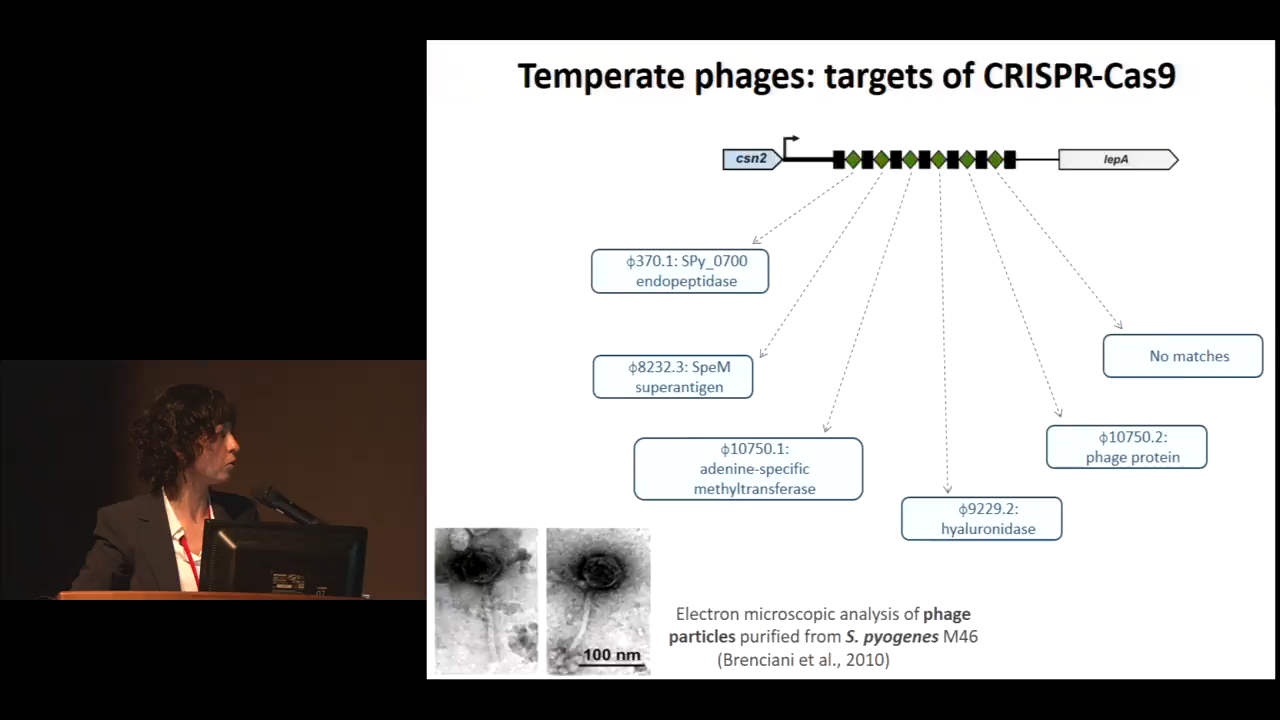 Temperate phages: targets of CRISPR-Cas9
csn2
lepA
ϕ370.1: SPy_0700
endopeptidase
ϕ8232.3: SpeM
superantigen
ϕ10750.1:
adenine-specific
methyltransferase
ϕ9229.2:
hyaluronidase
ϕ10750.2:
phage protein
No matches
100 nm
Electron microscopic analysis of phage
particles purified from S. pyogenes M46
(Brenciani et al., 2010)